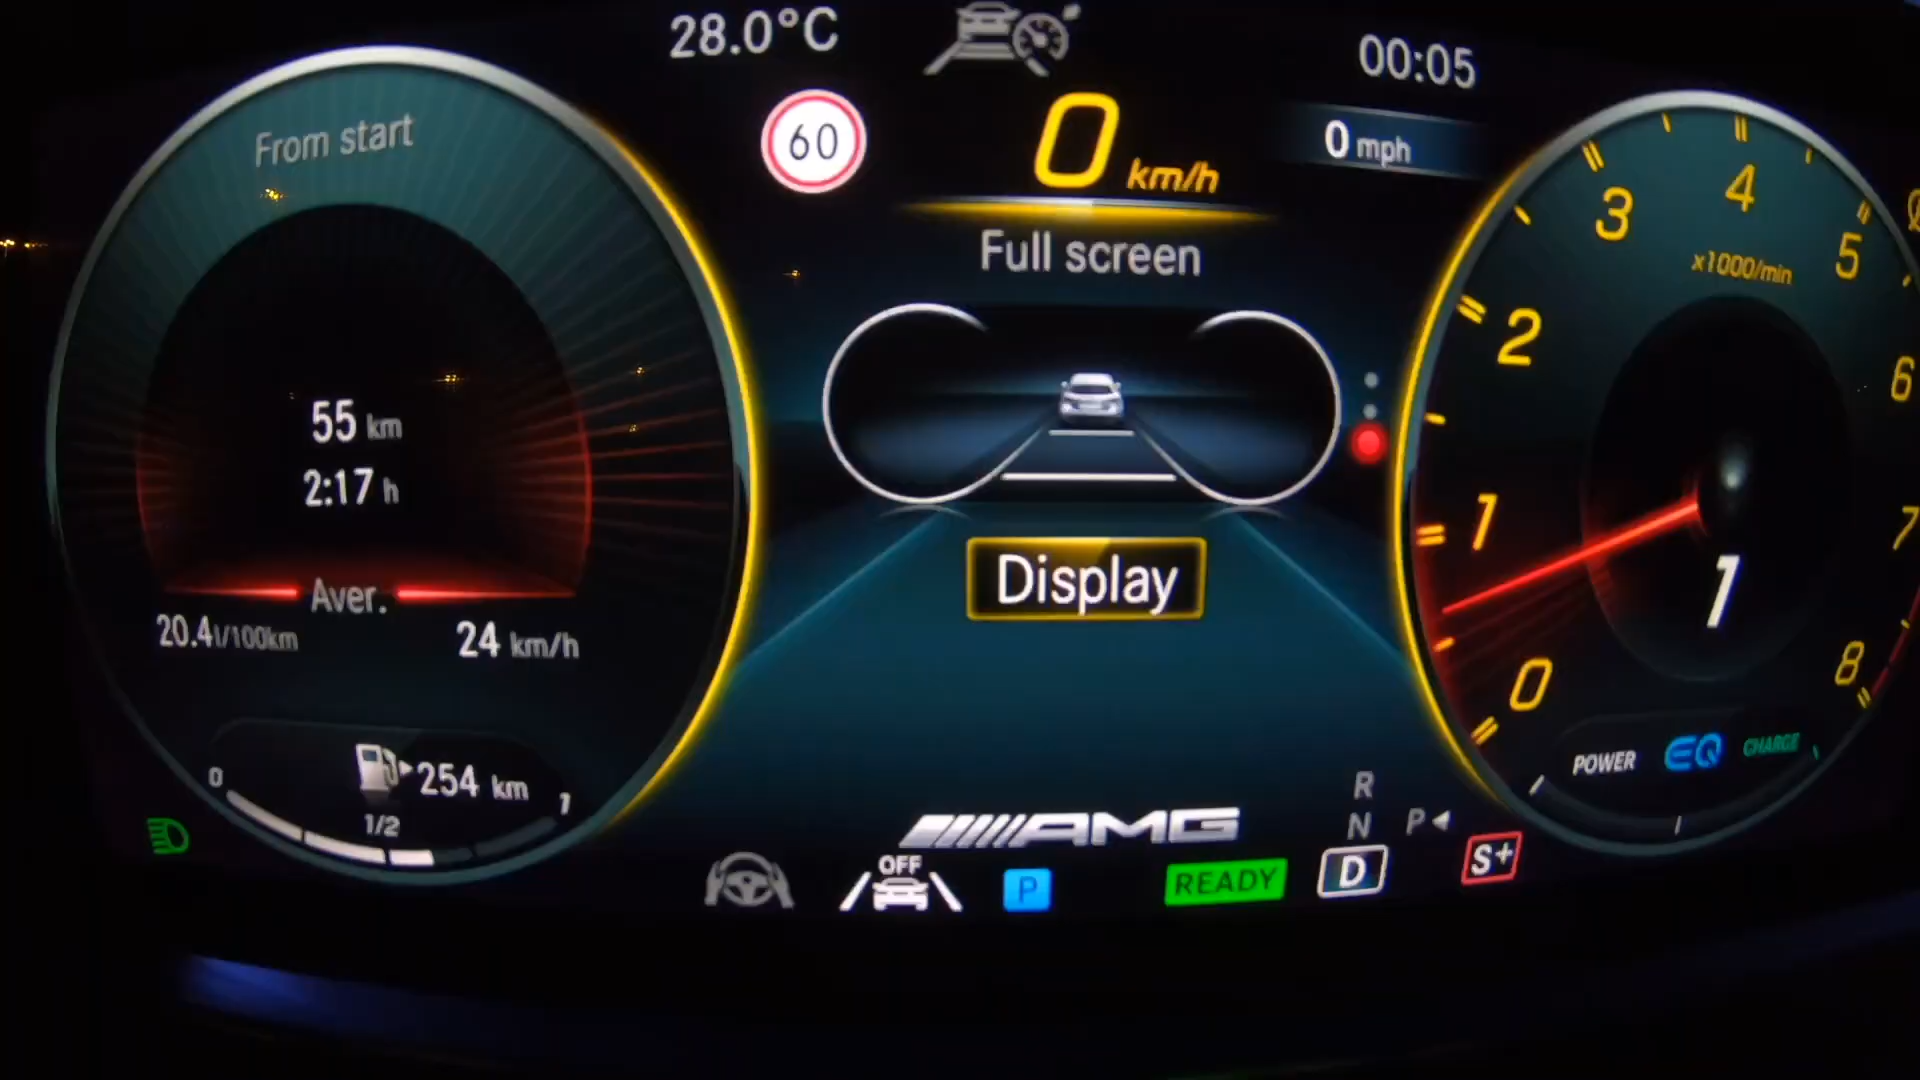 28.0°C
00:05
60
0 km/h
0 mph
From start
Full screen
55 km
2:17 h
Aver.
20.4l/100km
24 km/h
Display
0
254 km
1
1/2
0
1
2
3
4
5
6
7
8
x1000/min
1
POWER EQ CHARGE
AMG
R
N
P
D
S+
OFF
P
READY